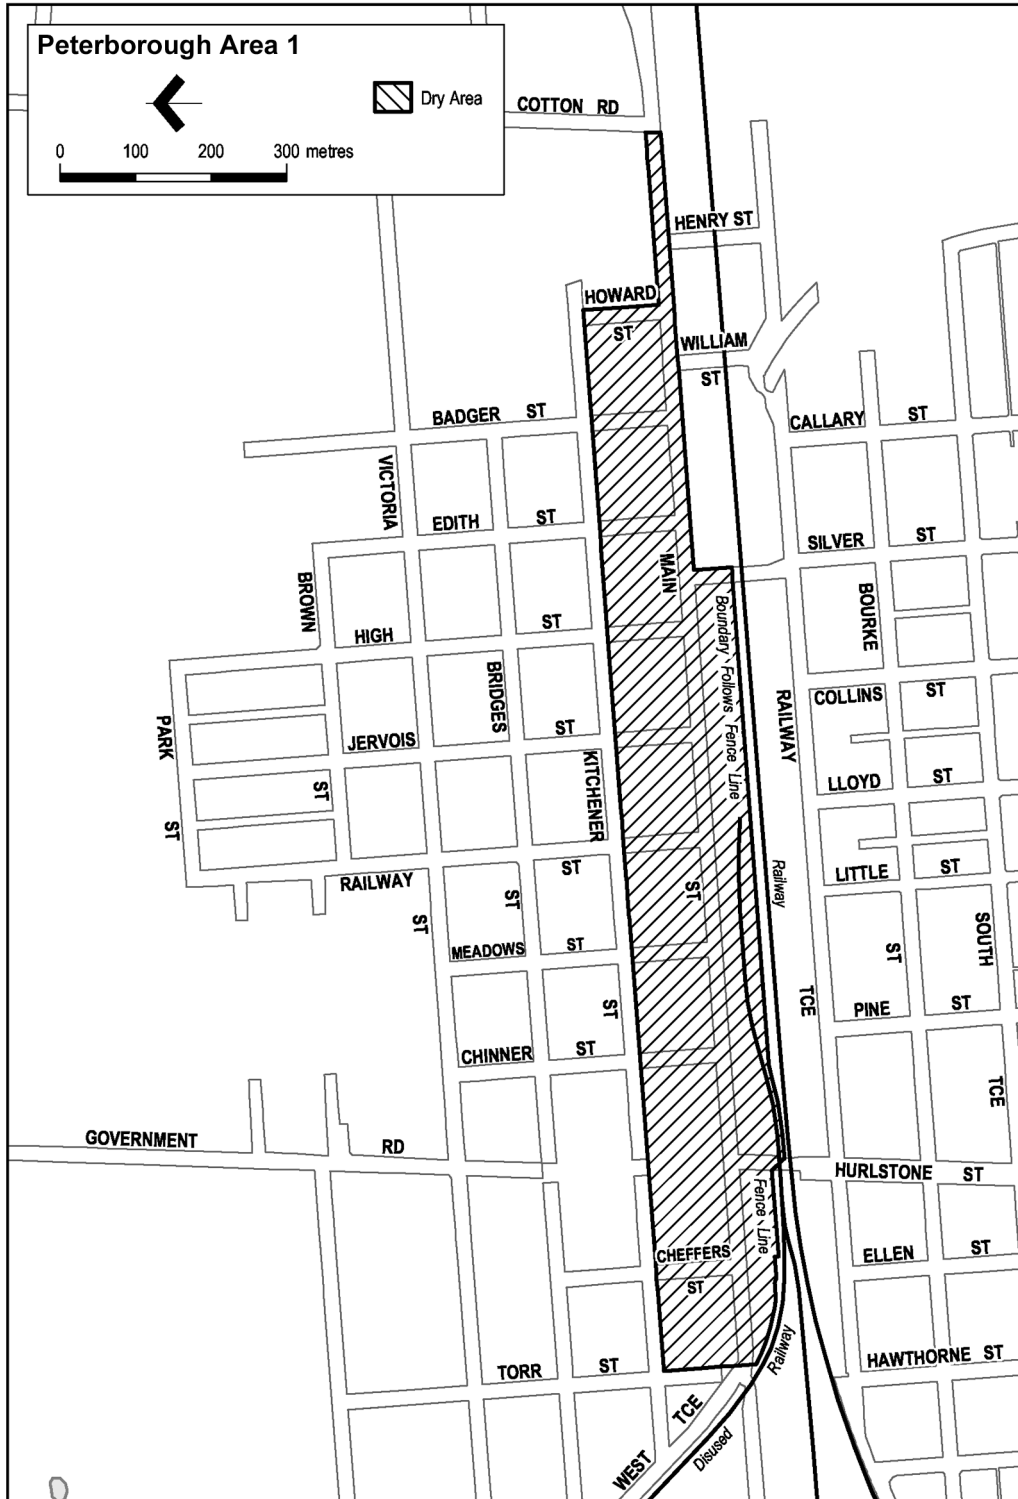 Peterborough Area 1
Dry Area
0 100 200 300 metres
COTTON RD
HENRY ST
HOWARD
ST
WILLIAM
ST
BADGER ST
CALLARY ST
VICTORIA
EDITH ST
SILVER ST
MAIN
BROWN
BOURKE
HIGH ST
Boundary Follows Fence Line
BRIDGES
COLLINS ST
RAILWAY
PARK
JERVOIS ST
KITCHENER
LLOYD ST
ST
ST
Railway
RAILWAY ST
LITTLE ST
ST
ST
ST
SOUTH
MEADOWS ST
ST
ST
TCE
PINE ST
CHINNER ST
TCE
GOVERNMENT RD
HURLSTONE ST
Fence Line
CHEFFERS
ST
ELLEN ST
Railway
HAWTHORNE ST
TORR ST
WEST TCE
Disused